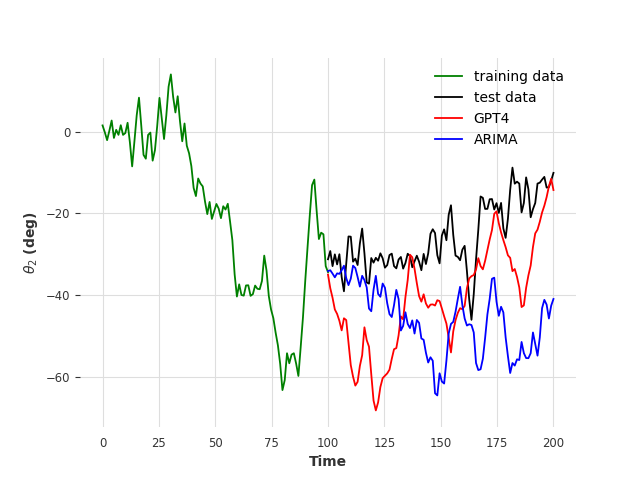 training data
test data
GPT4
ARIMA
θ₂ (deg)
0
−20
−40
−60
0 25 50 75 100 125 150 175 200
Time